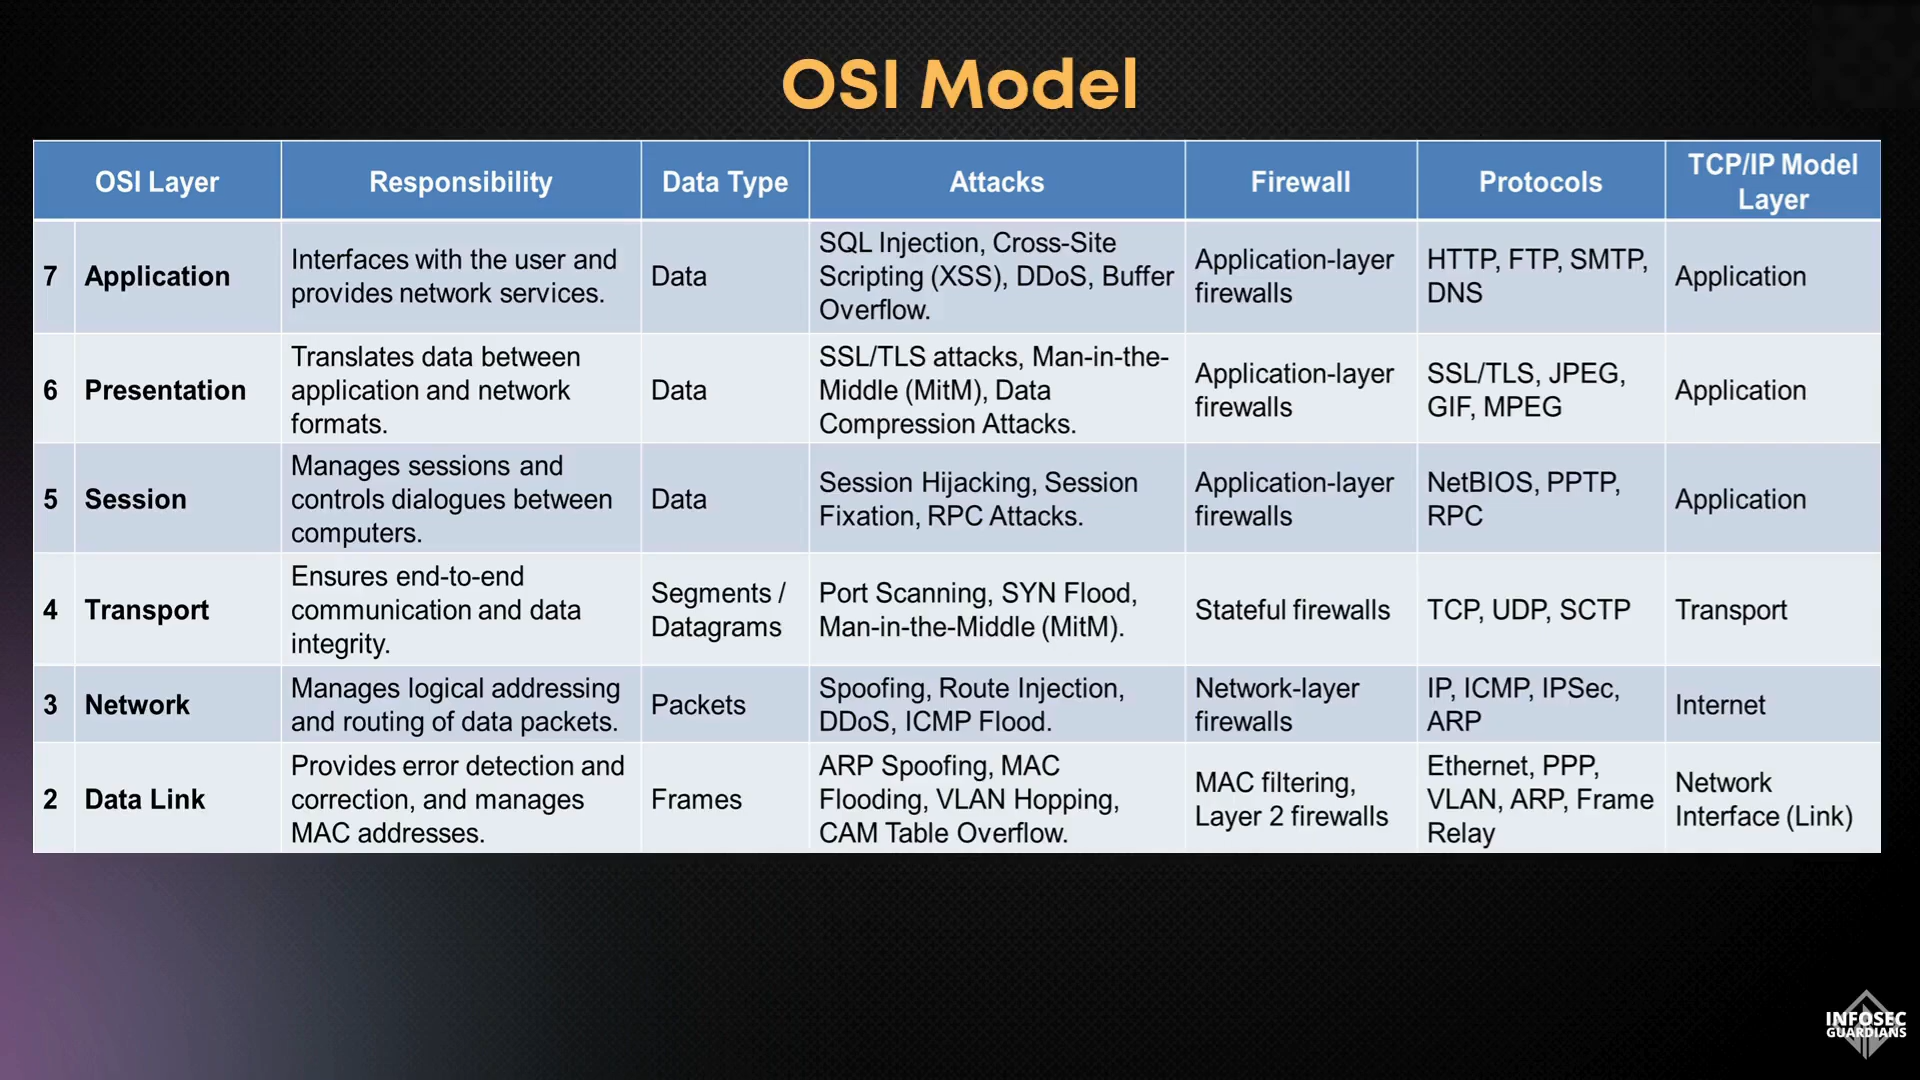 OSI Model
OSI Layer
Responsibility
Data Type
Attacks
Firewall
Protocols
TCP/IP Model
Layer
7
Application
Interfaces with the user and
provides network services.
Data
SQL Injection, Cross-Site
Scripting (XSS), DDoS, Buffer
Overflow.
Application-layer
firewalls
HTTP, FTP, SMTP,
DNS
Application
6
Presentation
Translates data between
application and network
formats.
Data
SSL/TLS attacks, Man-in-the-
Middle (MitM), Data
Compression Attacks.
Application-layer
firewalls
SSL/TLS, JPEG,
GIF, MPEG
Application
5
Session
Manages sessions and
controls dialogues between
computers.
Data
Session Hijacking, Session
Fixation, RPC Attacks.
Application-layer
firewalls
NetBIOS, PPTP,
RPC
Application
4
Transport
Ensures end-to-end
communication and data
integrity.
Segments /
Datagrams
Port Scanning, SYN Flood,
Man-in-the-Middle (MitM).
Stateful firewalls
TCP, UDP, SCTP
Transport
3
Network
Manages logical addressing
and routing of data packets.
Packets
Spoofing, Route Injection,
DDoS, ICMP Flood.
Network-layer
firewalls
IP, ICMP, IPSec,
ARP
Internet
2
Data Link
Provides error detection and
correction, and manages
MAC addresses.
Frames
ARP Spoofing, MAC
Flooding, VLAN Hopping,
CAM Table Overflow.
MAC filtering,
Layer 2 firewalls
Ethernet, PPP,
VLAN, ARP, Frame
Relay
Network
Interface (Link)
INFOSEC
GUARDIANS